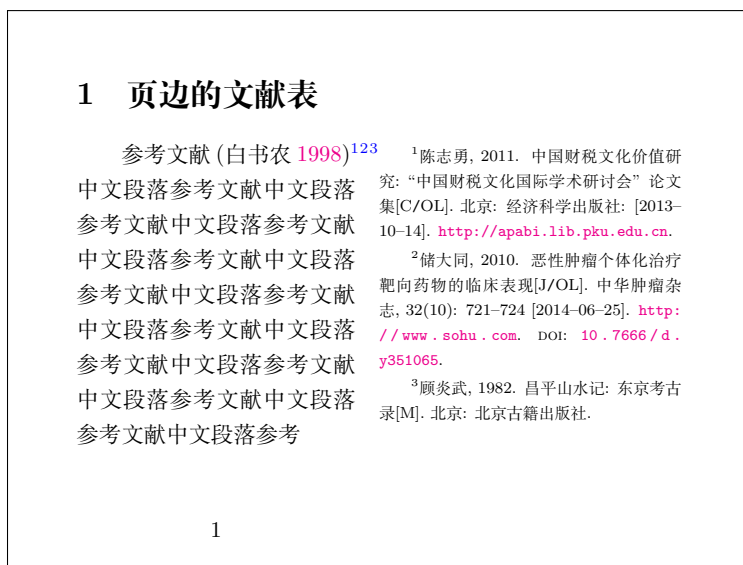 1 页边的文献表
参考文献 (白书农 1998)123
中文段落参考文献中文段落
参考文献中文段落参考文献
中文段落参考文献中文段落
参考文献中文段落参考文献
中文段落参考文献中文段落
参考文献中文段落参考文献
中文段落参考文献中文段落
参考文献中文段落参考
1陈志勇, 2011. 中国财税文化价值研
究: “中国财税文化国际学术研讨会” 论文
集[C/OL]. 北京: 经济科学出版社: [2013–
10–14]. http://apabi.lib.pku.edu.cn.
2储大同, 2010. 恶性肿瘤个体化治疗
靶向药物的临床表现[J/OL]. 中华肿瘤杂
志, 32(10): 721–724 [2014–06–25]. http:
//www.sohu.com. DOI: 10.7666/d.
y351065.
3顾炎武, 1982. 昌平山水记: 东京考古
录[M]. 北京: 北京古籍出版社.
1